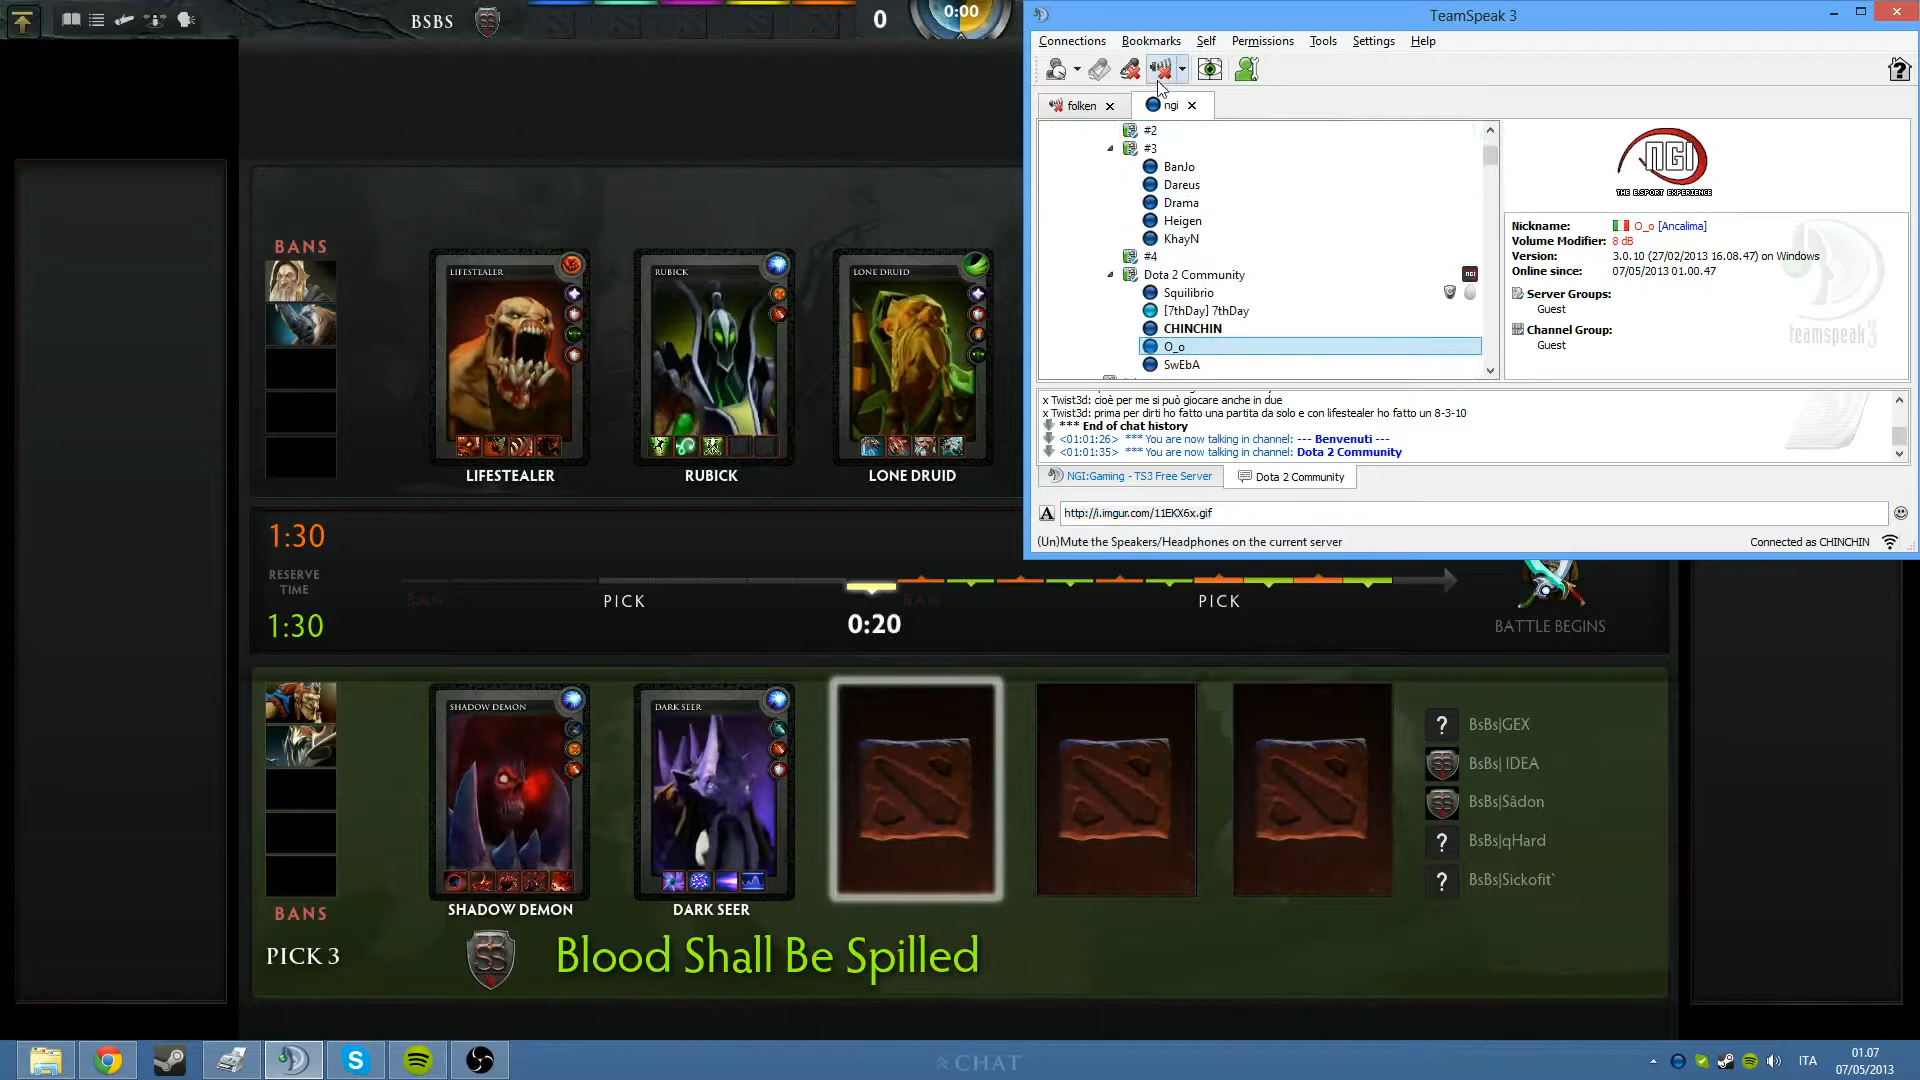 BSBS
0
0:00
TeamSpeak 3
Connections Bookmarks Self Permissions Tools Settings Help
folken
ngi
#2
#3
BanJo
Dareus
Drama
Heigen
KhayN
#4
Dota 2 Community
Squilibrio
[7thDay] 7thDay
CHINCHIN
O_o
SwEbA
NGI
THE E.SPORT EXPERIENCE
Nickname: O_o [Ancalima]
Volume Modifier: 8 dB
Version: 3.0.10 (27/02/2013 16.08.47) on Windows
Online since: 07/05/2013 01.00.47
Server Groups:
Guest
Channel Group:
Guest
teamspeak3
x Twist3d: cioè per me si può giocare anche in due
x Twist3d: prima per dirti ho fatto una partita da solo e con lifestealer ho fatto un 8-3-10
*** End of chat history
<01:01:26> *** You are now talking in channel: --- Benvenuti ---
<01:01:35> *** You are now talking in channel: Dota 2 Community
NGI:Gaming - TS3 Free Server
Dota 2 Community
http://i.imgur.com/11EKX6x.gif
(Un)Mute the Speakers/Headphones on the current server
Connected as CHINCHIN
BANS
LIFESTEALER
RUBICK
LONE DRUID
LIFESTEALER
RUBICK
LONE DRUID
1:30
RESERVE
TIME
1:30
BAN
PICK
0:20
BAN
PICK
BATTLE BEGINS
SHADOW DEMON
DARK SEER
SHADOW DEMON
DARK SEER
BANS
PICK 3
Blood Shall Be Spilled
? BsBs|GEX
BsBs| IDEA
BsBs|Sâdon
? BsBs|qHard
? BsBs|Sickofit`
CHAT
ITA
01.07
07/05/2013